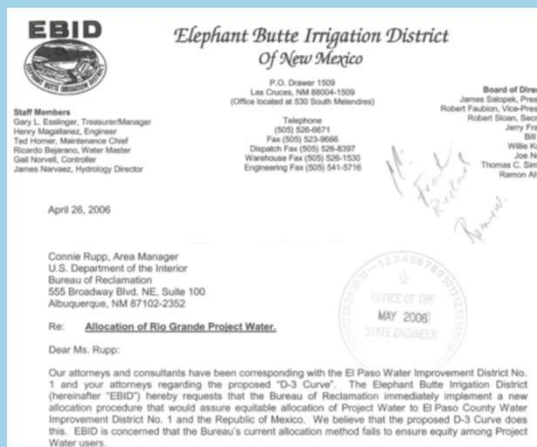 EBID
ELEPHANT BUTTE IRRIGATION DISTRICT
Elephant Butte Irrigation District
Of New Mexico
P.O. Drawer 1509
Las Cruces, NM 88004-1509
(Office located at 530 South Melendres)
Telephone
(505) 526-6671
Fax (505) 523-9666
Dispatch Fax (505) 526-8397
Warehouse Fax (505) 526-1530
Engineering Fax (505) 541-5716
Staff Members
Gary L. Esslinger, Treasurer/Manager
Henry Magallanez, Engineer
Ted Horner, Maintenance Chief
Ricardo Bejarano, Water Master
Gail Norvell, Controller
James Narvaez, Hydrology Director
Board of Direc
James Salopek, Pres
Robert Faubion, Vice-Pres
Robert Sloan, Secr
Jerry Fra
Bill
Willie K
Joe N
Thomas C. Sim
Ramon Al
April 26, 2006
Connie Rupp, Area Manager
U.S. Department of the Interior
Bureau of Reclamation
555 Broadway Blvd. NE, Suite 100
Albuquerque, NM 87102-2352
OFFICE OF THE
MAY 2006
STATE ENGINEER
Re: Allocation of Rio Grande Project Water.
Dear Ms. Rupp:
Our attorneys and consultants have been corresponding with the El Paso Water Improvement District No.
1 and your attorneys regarding the proposed "D-3 Curve". The Elephant Butte Irrigation District
(hereinafter "EBID") hereby requests that the Bureau of Reclamation immediately implement a new
allocation procedure that would assure equitable allocation of Project Water to El Paso County Water
Improvement District No. 1 and the Republic of Mexico. We believe that the proposed D-3 Curve does
this. EBID is concerned that the Bureau's current allocation method fails to ensure equity among Project
Water users.